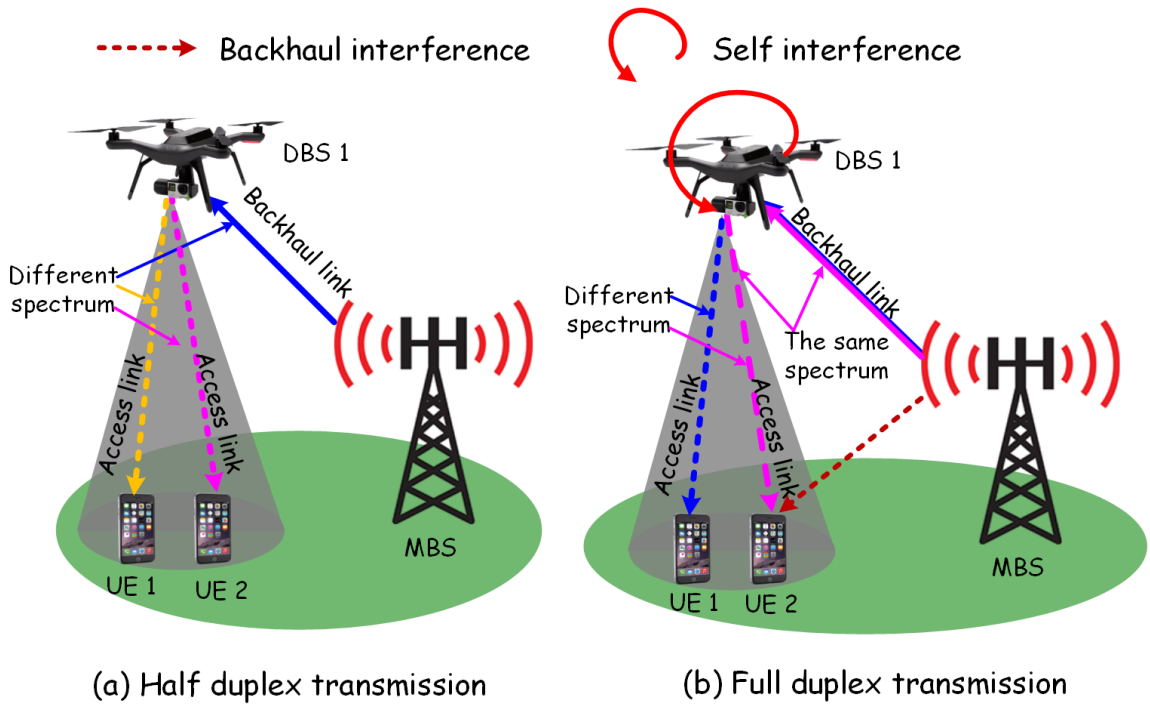 Backhaul interference
Self interference
DBS 1
Backhaul link
Different
spectrum
Access link
Access link
UE 1
UE 2
MBS
(a) Half duplex transmission
DBS 1
Backhaul link
Different
spectrum
The same
spectrum
Access link
Access link
UE 1
UE 2
MBS
(b) Full duplex transmission